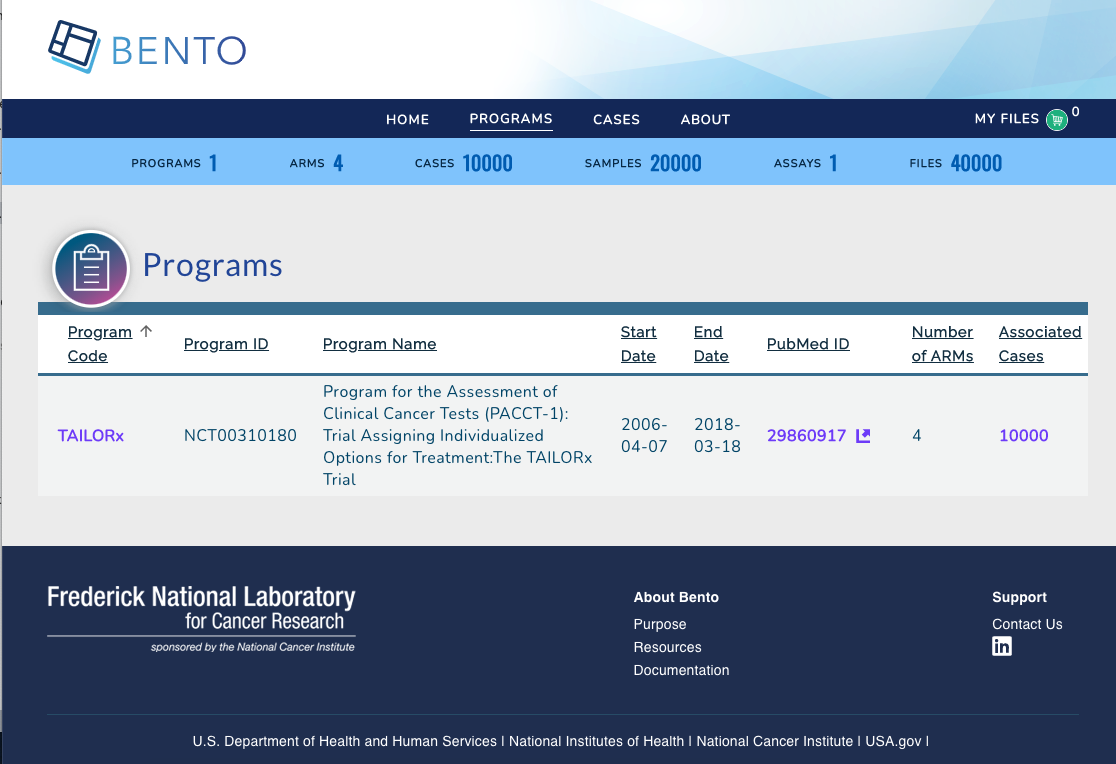 BENTO
HOME PROGRAMS CASES ABOUT MY FILES 0
PROGRAMS 1 ARMS 4 CASES 10000 SAMPLES 20000 ASSAYS 1 FILES 40000
Programs
Program Code Program ID Program Name Start Date End Date PubMed ID Number of ARMs Associated Cases
TAILORx NCT00310180 Program for the Assessment of
Clinical Cancer Tests (PACCT-1):
Trial Assigning Individualized
Options for Treatment:The TAILORx
Trial
2006-
04-07
2018-
03-18
29860917 4 10000
Frederick National Laboratory
for Cancer Research
sponsored by the National Cancer Institute
About Bento
Purpose
Resources
Documentation
Support
Contact Us
in
U.S. Department of Health and Human Services | National Institutes of Health | National Cancer Institute | USA.gov |